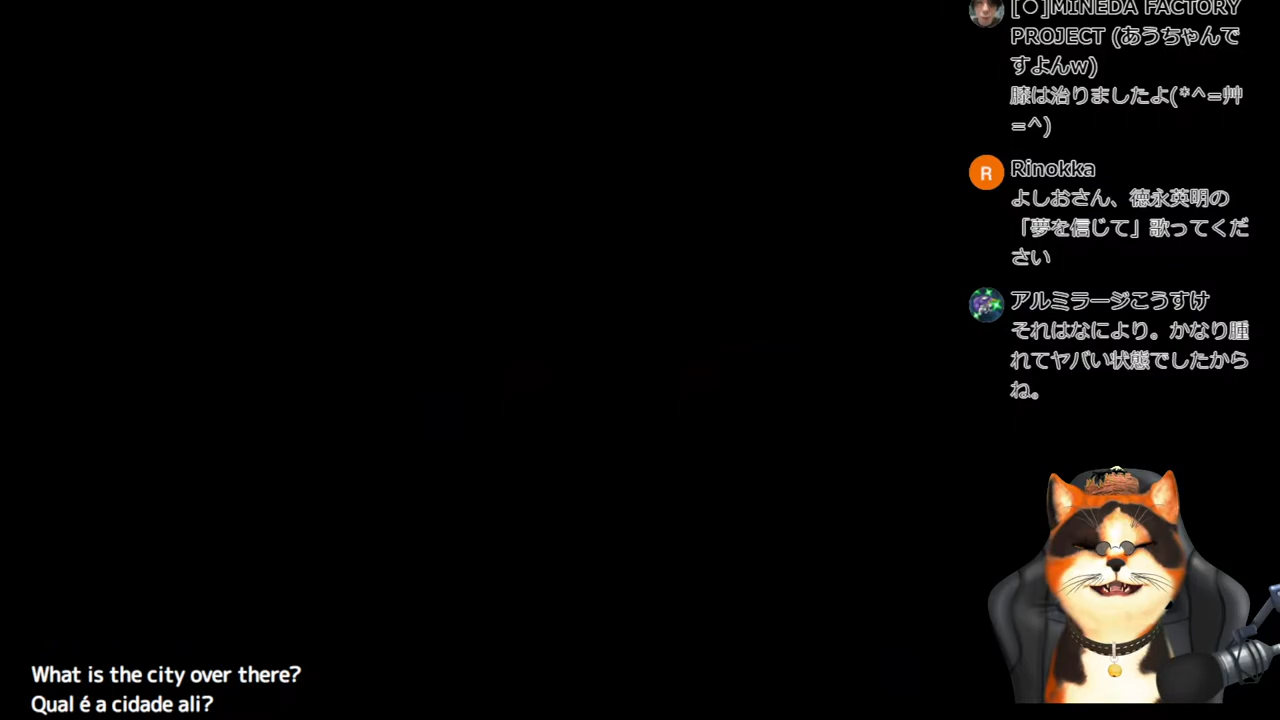 [○]MINEDA FACTORY
PROJECT (あうちゃんで
すよんw)
膝は治りましたよ(*^=艸
=^)
R
Rinokka
よしおさん、德永英明の
「夢を信じて」歌ってくだ
さい
アルミラージこうすけ
それはなにより。かなり腫
れてヤバい状態でしたから
ね。
What is the city over there?
Qual é a cidade ali?